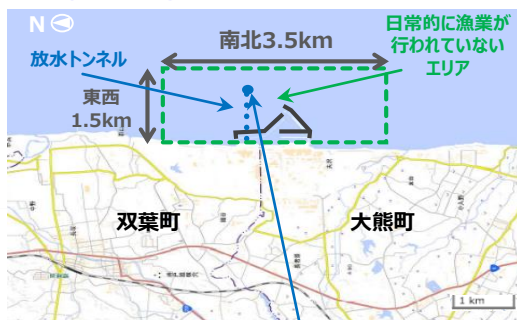 N
南北3.5km
日常的に漁業が
行われていない
エリア
放水トンネル
東西
1.5km
双葉町
大熊町
1 km